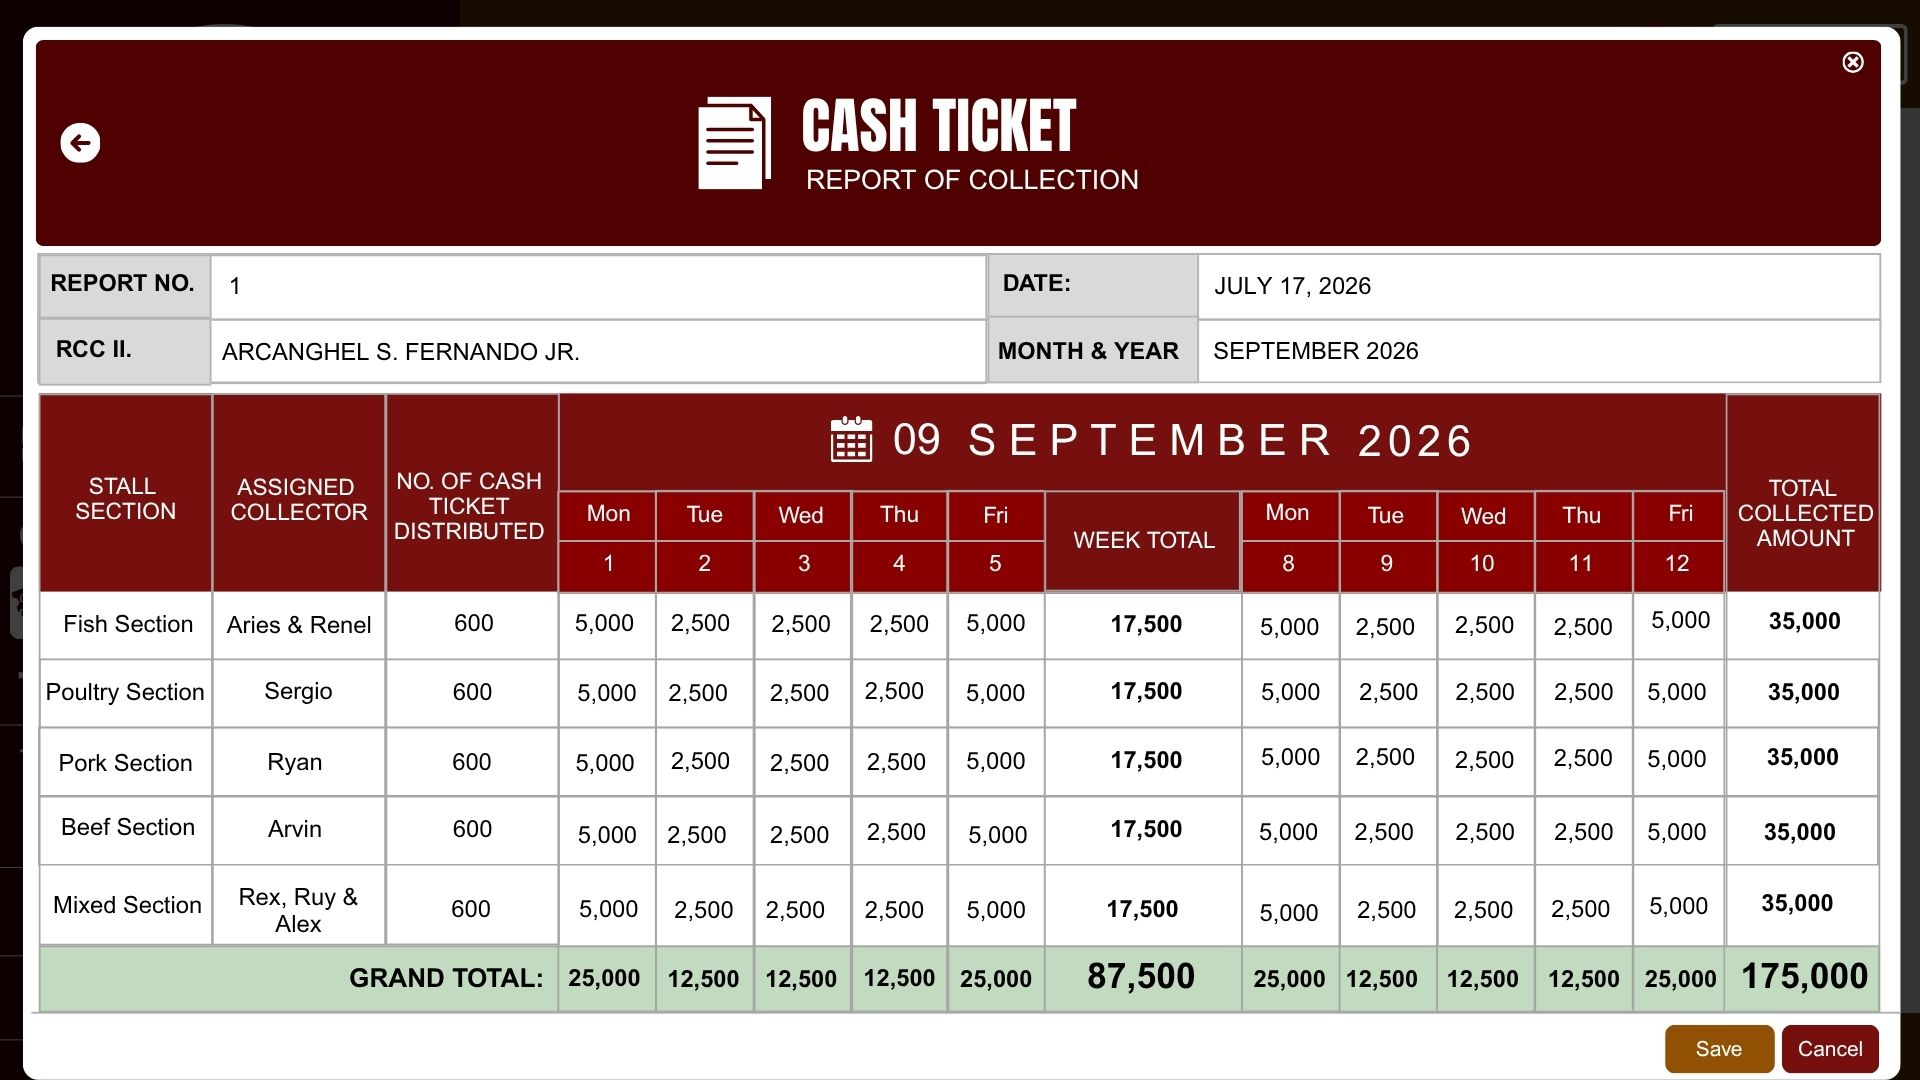 CASH TICKET
REPORT OF COLLECTION
REPORT NO. 1 DATE: JULY 17, 2026
RCC II. ARCANGHEL S. FERNANDO JR. MONTH & YEAR SEPTEMBER 2026
STALL SECTION ASSIGNED COLLECTOR NO. OF CASH TICKET DISTRIBUTED 09 SEPTEMBER 2026 TOTAL COLLECTED AMOUNT
Mon Tue Wed Thu Fri WEEK TOTAL Mon Tue Wed Thu Fri
1 2 3 4 5 8 9 10 11 12
Fish Section Aries & Renel 600 5,000 2,500 2,500 2,500 5,000 17,500 5,000 2,500 2,500 2,500 5,000 35,000
Poultry Section Sergio 600 5,000 2,500 2,500 2,500 5,000 17,500 5,000 2,500 2,500 2,500 5,000 35,000
Pork Section Ryan 600 5,000 2,500 2,500 2,500 5,000 17,500 5,000 2,500 2,500 2,500 5,000 35,000
Beef Section Arvin 600 5,000 2,500 2,500 2,500 5,000 17,500 5,000 2,500 2,500 2,500 5,000 35,000
Mixed Section Rex, Ruy & Alex 600 5,000 2,500 2,500 2,500 5,000 17,500 5,000 2,500 2,500 2,500 5,000 35,000
GRAND TOTAL: 25,000 12,500 12,500 12,500 25,000 87,500 25,000 12,500 12,500 12,500 25,000 175,000
Save Cancel